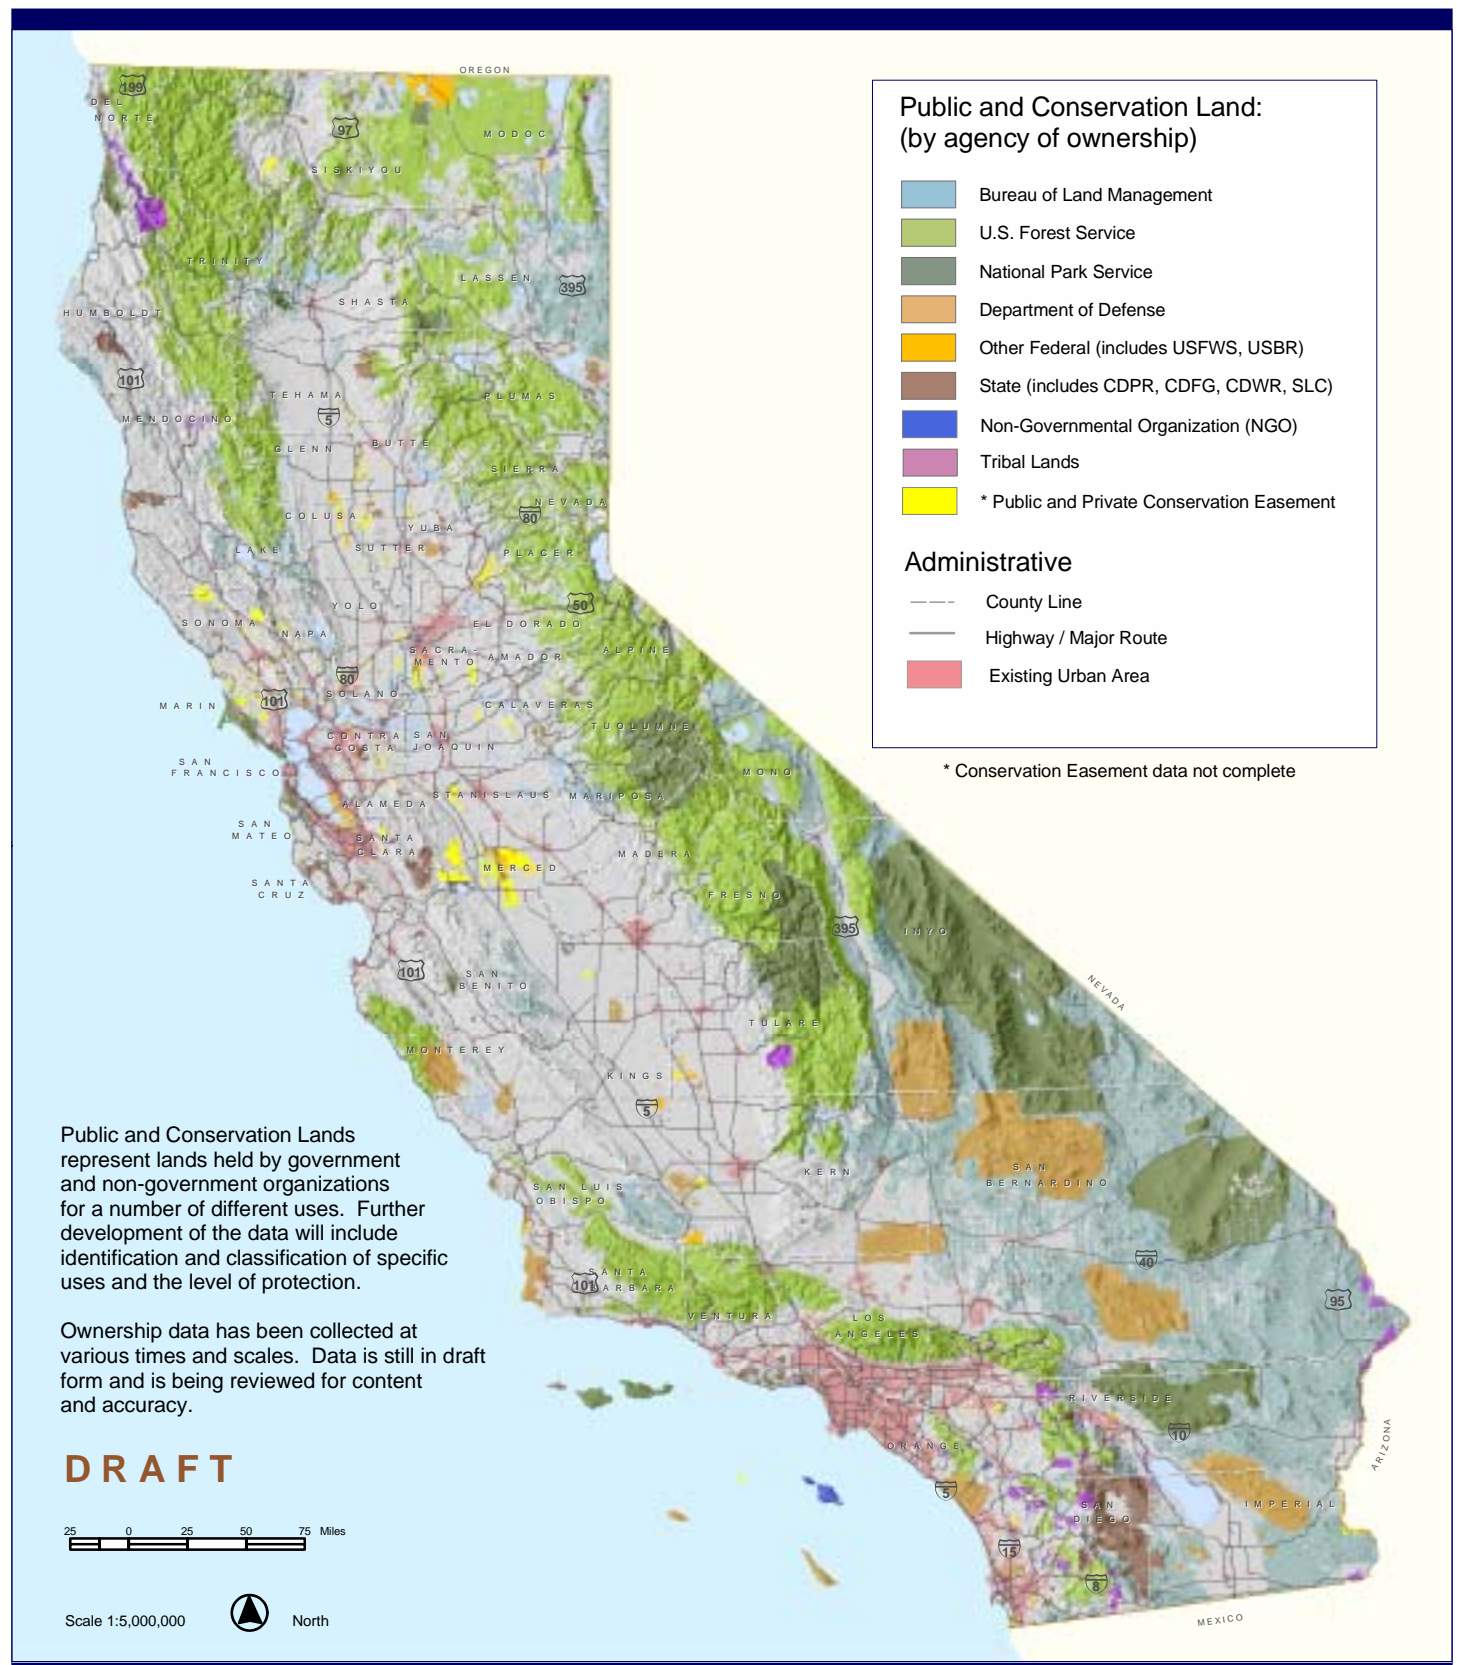 OREGON
199
DEL
NORTE
97
MODOC
SISKIYOU
TRINITY
LASSEN
395
SHASTA
HUMBOLDT
101
TEHAMA
PLUMAS
5
MENDOCINO
BUTTE
GLENN
SIERRA
NEVADA
80
COLUSA
YUBA
LAKE
SUTTER
PLACER
50
YOLO
SONOMA
NAPA
EL DORADO
SACRA-
MENTO
AMADOR
ALPINE
80
SOLANO
MARIN
101
CALAVERAS
TUOLUMNE
CONTRA
COSTA
SAN
JOAQUIN
SAN
FRANCISCO
MONO
ALAMEDA
STANISLAUS
MARIPOSA
SAN
MATEO
SANTA
CLARA
MADERA
MERCED
SANTA
CRUZ
FRESNO
395
INYO
101
SAN
BENITO
NEVADA
TULARE
MONTEREY
KINGS
5
KERN
SAN
BERNARDINO
SAN LUIS
OBISPO
40
SANTA
BARBARA
101
95
VENTURA
LOS
ANGELES
RIVERSIDE
10
ORANGE
ARIZONA
5
SAN
DIEGO
IMPERIAL
15
8
MEXICO
Public and Conservation Land:
(by agency of ownership)
Bureau of Land Management
U.S. Forest Service
National Park Service
Department of Defense
Other Federal (includes USFWS, USBR)
State (includes CDPR, CDFG, CDWR, SLC)
Non-Governmental Organization (NGO)
Tribal Lands
* Public and Private Conservation Easement
Administrative
County Line
Highway / Major Route
Existing Urban Area
* Conservation Easement data not complete
Public and Conservation Lands
represent lands held by government
and non-government organizations
for a number of different uses. Further
development of the data will include
identification and classification of specific
uses and the level of protection.
Ownership data has been collected at
various times and scales. Data is still in draft
form and is being reviewed for content
and accuracy.
DRAFT
25 0 25 50 75 Miles
Scale 1:5,000,000
North